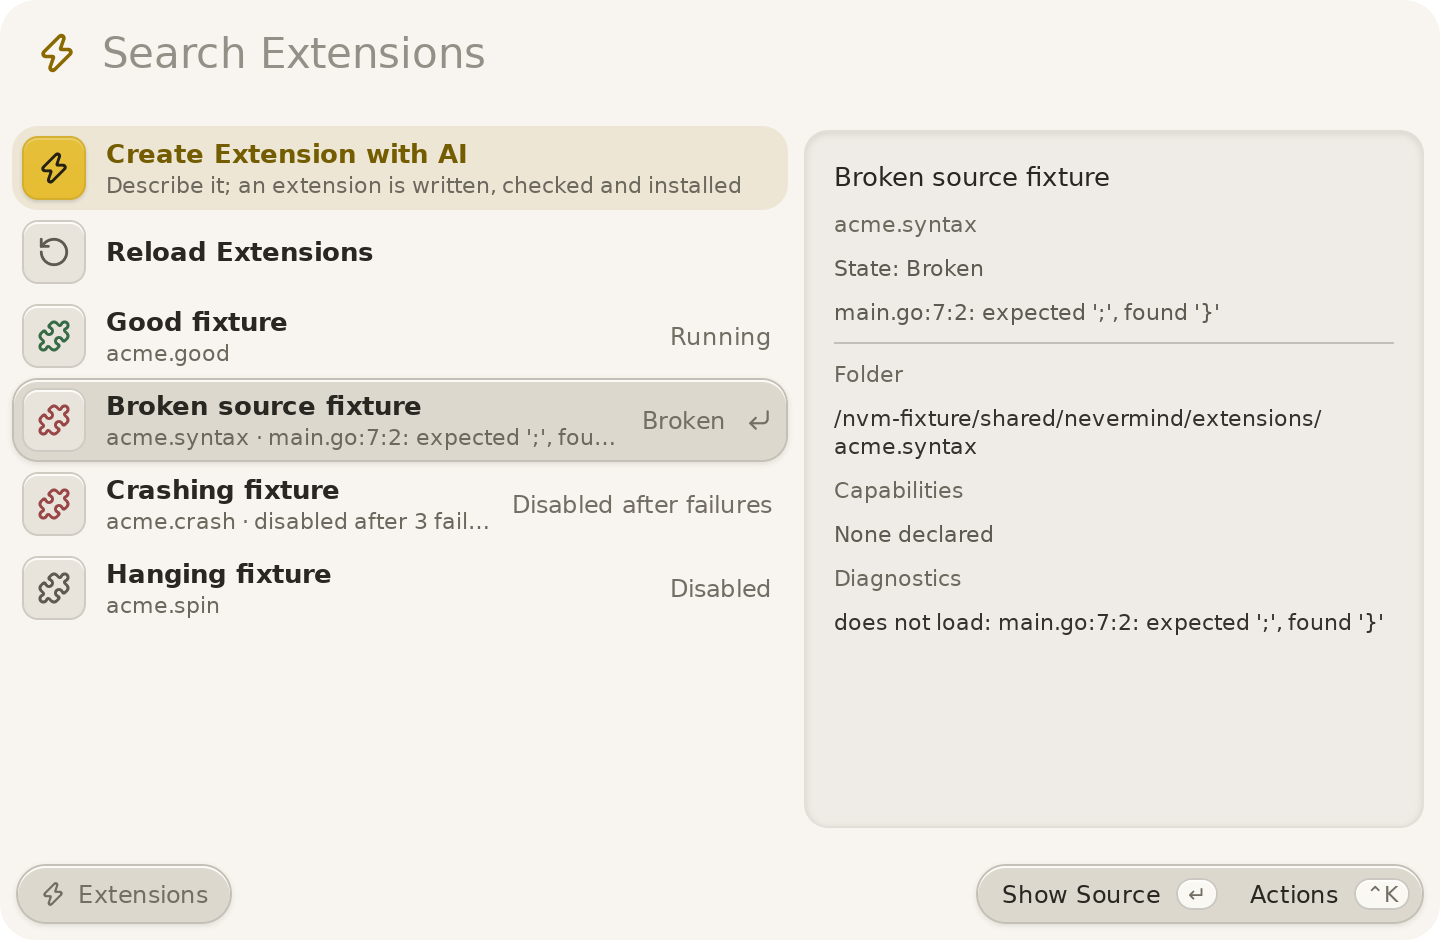 Search Extensions
Create Extension with AI
Describe it; an extension is written, checked and installed
Reload Extensions
Good fixture
acme.good
Running
Broken source fixture
acme.syntax · main.go:7:2: expected ';', fou…
Broken
Crashing fixture
acme.crash · disabled after 3 fail…
Disabled after failures
Hanging fixture
acme.spin
Disabled
Broken source fixture
acme.syntax
State: Broken
main.go:7:2: expected ';', found '}'
Folder
/nvm-fixture/shared/nevermind/extensions/
acme.syntax
Capabilities
None declared
Diagnostics
does not load: main.go:7:2: expected ';', found '}'
Extensions
Show Source ↵ Actions ⌃K